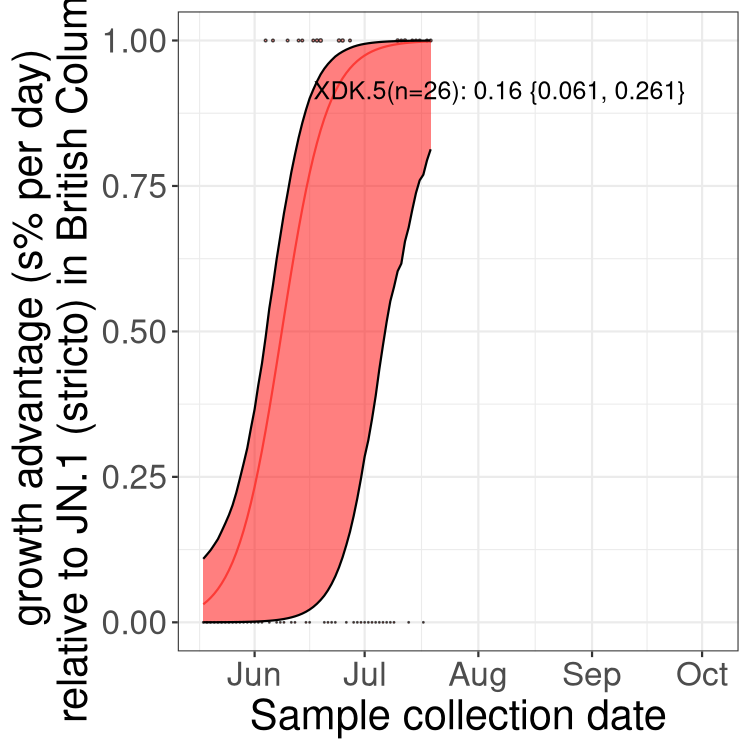 growth advantage (s% per day)
relative to JN.1 (stricto) in British Colum
1.00
0.75
0.50
0.25
0.00
XDK.5(n=26): 0.16 {0.061, 0.261}
Jun Jul Aug Sep Oct
Sample collection date